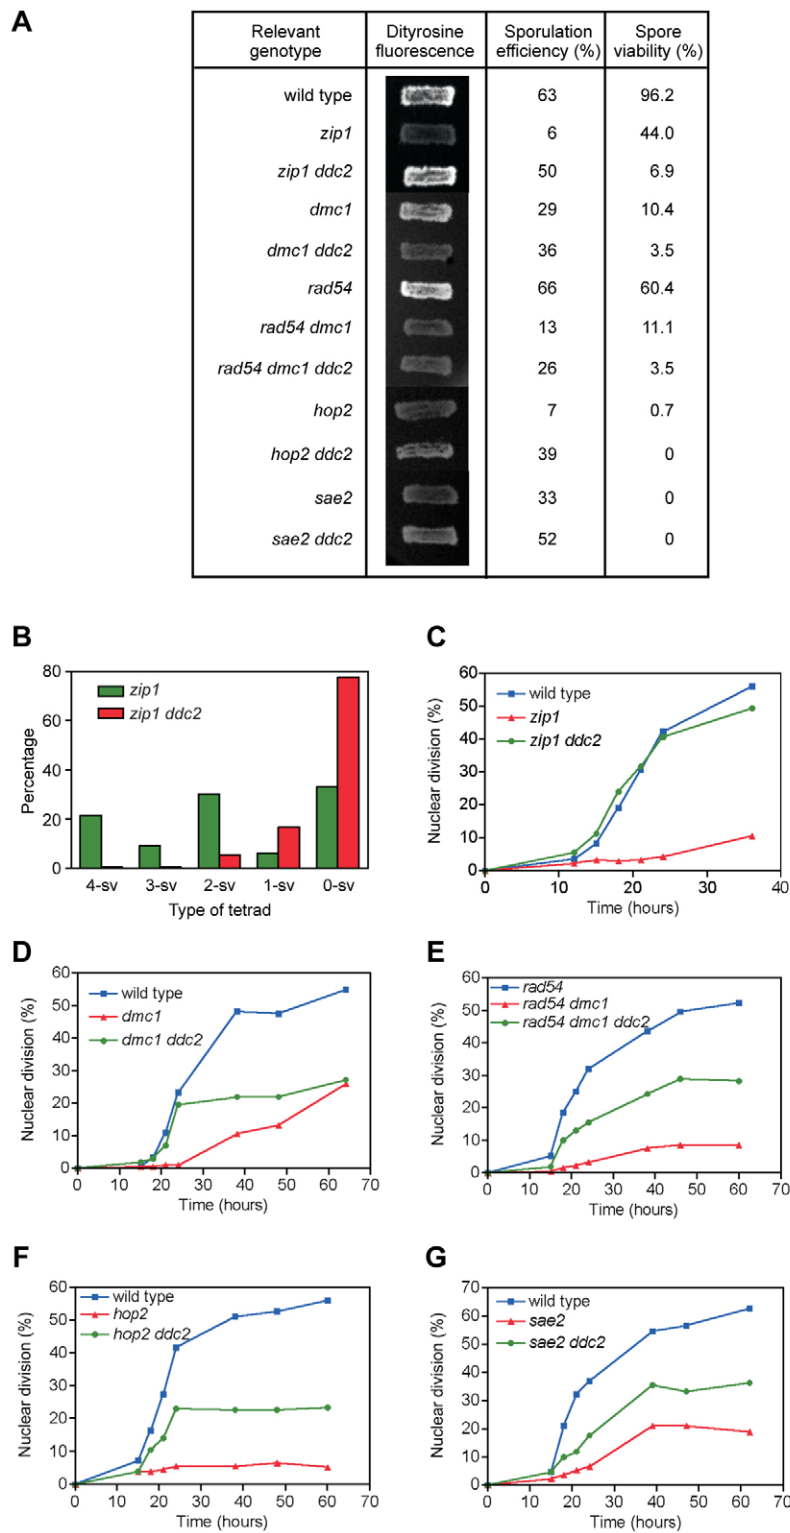 A
Relevant genotype
Dityrosine fluorescence
Sporulation efficiency (%)
Spore viability (%)
wild type 63 96.2
zip1 6 44.0
zip1 ddc2 50 6.9
dmc1 29 10.4
dmc1 ddc2 36 3.5
rad54 66 60.4
rad54 dmc1 13 11.1
rad54 dmc1 ddc2 26 3.5
hop2 7 0.7
hop2 ddc2 39 0
sae2 33 0
sae2 ddc2 52 0
B
Percentage
80
60
40
20
0
zip1
zip1 ddc2
4-sv 3-sv 2-sv 1-sv 0-sv
Type of tetrad
C
Nuclear division (%)
60
50
40
30
20
10
0
wild type
zip1
zip1 ddc2
0 10 20 30 40
Time (hours)
D
Nuclear division (%)
60
50
40
30
20
10
0
wild type
dmc1
dmc1 ddc2
0 10 20 30 40 50 60 70
Time (hours)
E
Nuclear division (%)
60
50
40
30
20
10
0
rad54
rad54 dmc1
rad54 dmc1 ddc2
0 10 20 30 40 50 60 70
Time (hours)
F
Nuclear division (%)
60
50
40
30
20
10
0
wild type
hop2
hop2 ddc2
0 10 20 30 40 50 60 70
Time (hours)
G
Nuclear division (%)
70
60
50
40
30
20
10
0
wild type
sae2
sae2 ddc2
0 10 20 30 40 50 60 70
Time (hours)